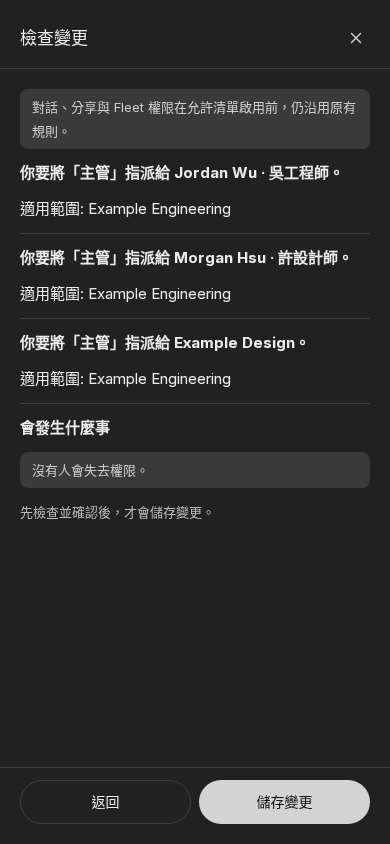 檢查變更
對話、分享與 Fleet 權限在允許清單啟用前，仍沿用原有
規則。
你要將「主管」指派給 Jordan Wu · 吳工程師。
適用範圍: Example Engineering
你要將「主管」指派給 Morgan Hsu · 許設計師。
適用範圍: Example Engineering
你要將「主管」指派給 Example Design。
適用範圍: Example Engineering
會發生什麼事
沒有人會失去權限。
先檢查並確認後，才會儲存變更。
返回
儲存變更